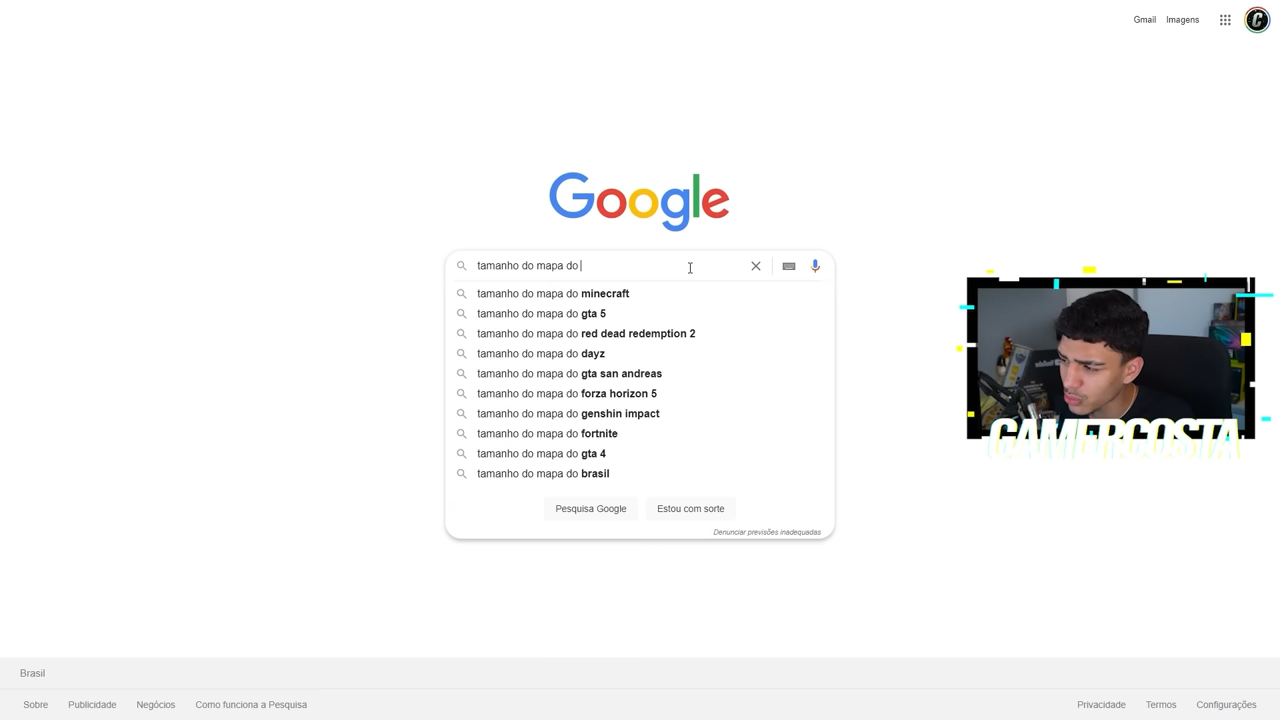 Gmail Imagens
Google
tamanho do mapa do
tamanho do mapa do minecraft
tamanho do mapa do gta 5
tamanho do mapa do red dead redemption 2
tamanho do mapa do dayz
tamanho do mapa do gta san andreas
tamanho do mapa do forza horizon 5
tamanho do mapa do genshin impact
tamanho do mapa do fortnite
tamanho do mapa do gta 4
tamanho do mapa do brasil
Pesquisa Google Estou com sorte
Denunciar previsões inadequadas
GAMERCOSTA
Brasil
Sobre Publicidade Negócios Como funciona a Pesquisa Privacidade Termos Configurações